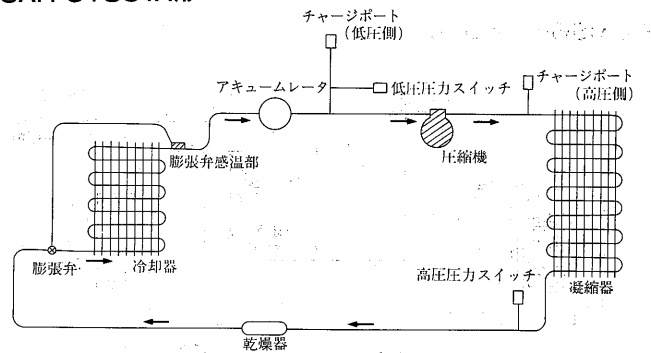 チャージポート
(低圧側)
アキュームレータ
低圧圧力スイッチ
チャージポート
(高圧側)
膨張弁感温部
圧縮機
膨張弁
冷却器
高圧圧力スイッチ
凝縮器
乾燥器